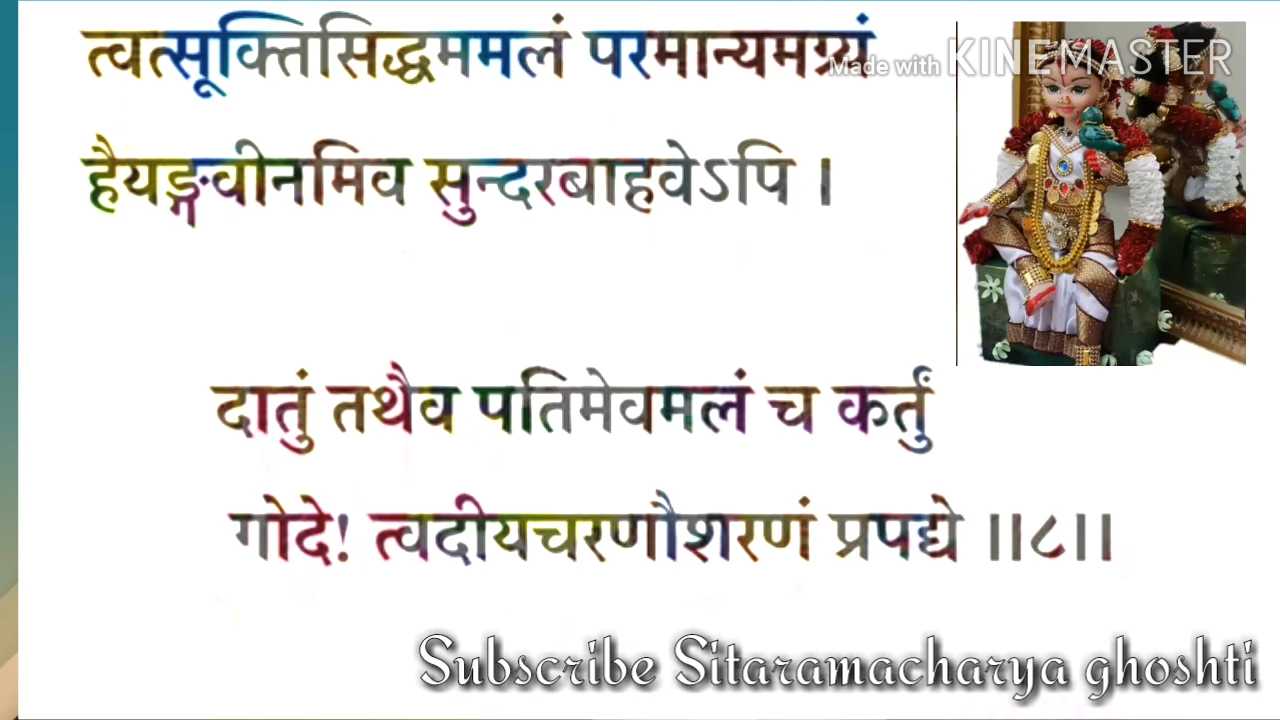 त्वत्सूक्तिसिद्धममलं परमान्यमग्र्यं
Made with KINEMASTER
हैयङ्गवीनमिव सुन्दरबाहवेऽपि ।
दातुं तथैव पतिमेवमलं च कर्तुं
गोदे! त्वदीयचरणौशरणं प्रपद्ये ।।८।।
Subscribe Sitaramacharya ghoshti